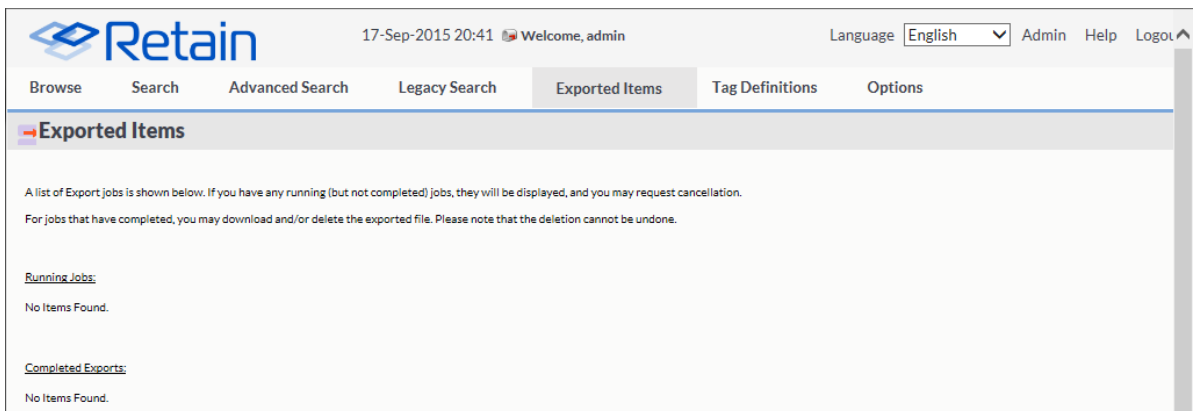 Retain 17-Sep-2015 20:41 Welcome, admin Language English Admin Help
Browse Search Advanced Search Legacy Search Exported Items Tag Definitions Options
Exported Items
A list of Export jobs is shown below. If you have any running (but not completed) jobs, they will be displayed, and you may request cancellation.
For jobs that have completed, you may download and/or delete the exported file. Please note that the deletion cannot be undone.
Running Jobs:
No Items Found.
Completed Exports:
No Items Found.